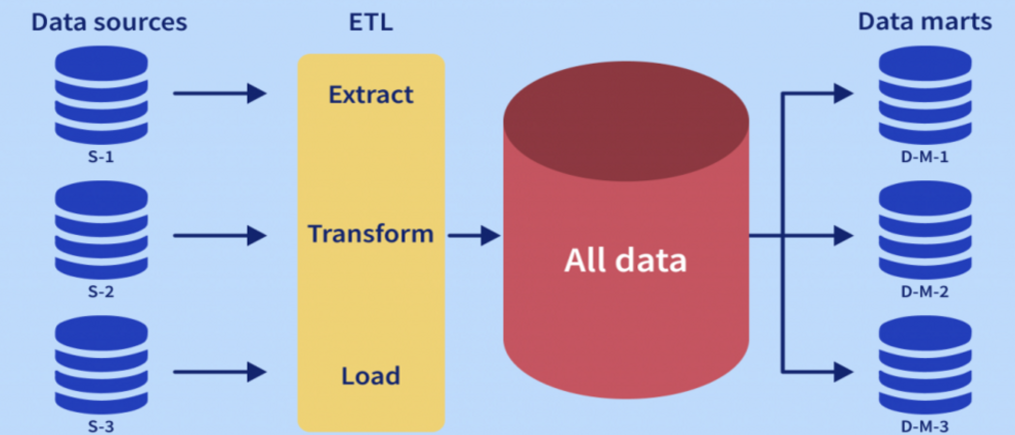 Data sources
ETL
Data marts
Extract
S-1
D-M-1
Transform
All data
S-2
D-M-2
Load
S-3
D-M-3